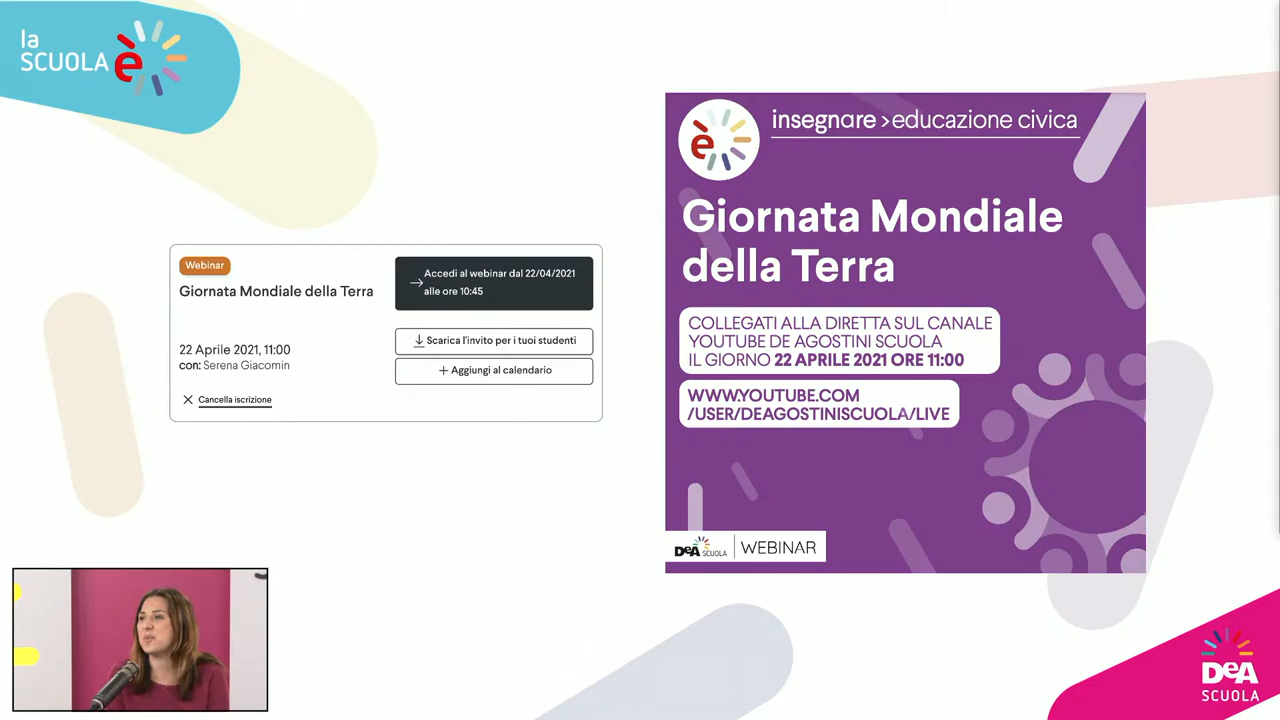 la
SCUOLA è
Webinar
Giornata Mondiale della Terra
22 Aprile 2021, 11:00
con: Serena Giacomin
Cancella iscrizione
Accedi al webinar dal 22/04/2021
alle ore 10:45
Scarica l'invito per i tuoi studenti
Aggiungi al calendario
è
insegnare >educazione civica
Giornata Mondiale
della Terra
COLLEGATI ALLA DIRETTA SUL CANALE
YOUTUBE DE AGOSTINI SCUOLA
IL GIORNO 22 APRILE 2021 ORE 11:00
WWW.YOUTUBE.COM
/USER/DEAGOSTINISCUOLA/LIVE
DeA SCUOLA WEBINAR
DeA
SCUOLA